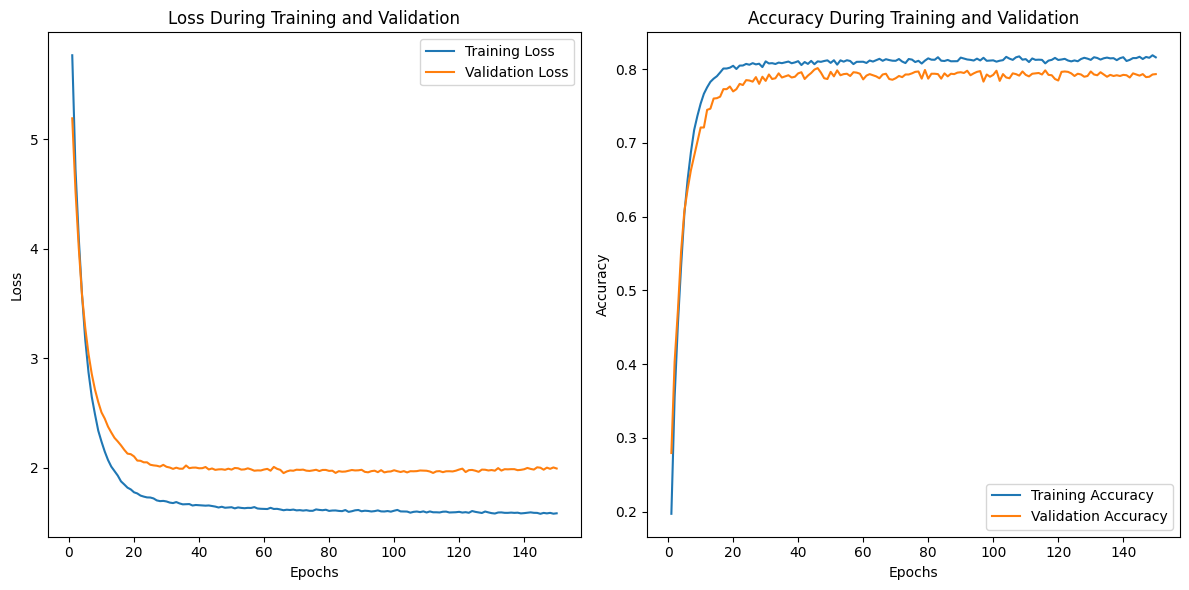 Loss During Training and Validation
Training Loss
Validation Loss
5
4
3
2
Loss
0 20 40 60 80 100 120 140
Epochs
Accuracy During Training and Validation
0.8
0.7
0.6
0.5
0.4
0.3
0.2
Accuracy
Training Accuracy
Validation Accuracy
0 20 40 60 80 100 120 140
Epochs